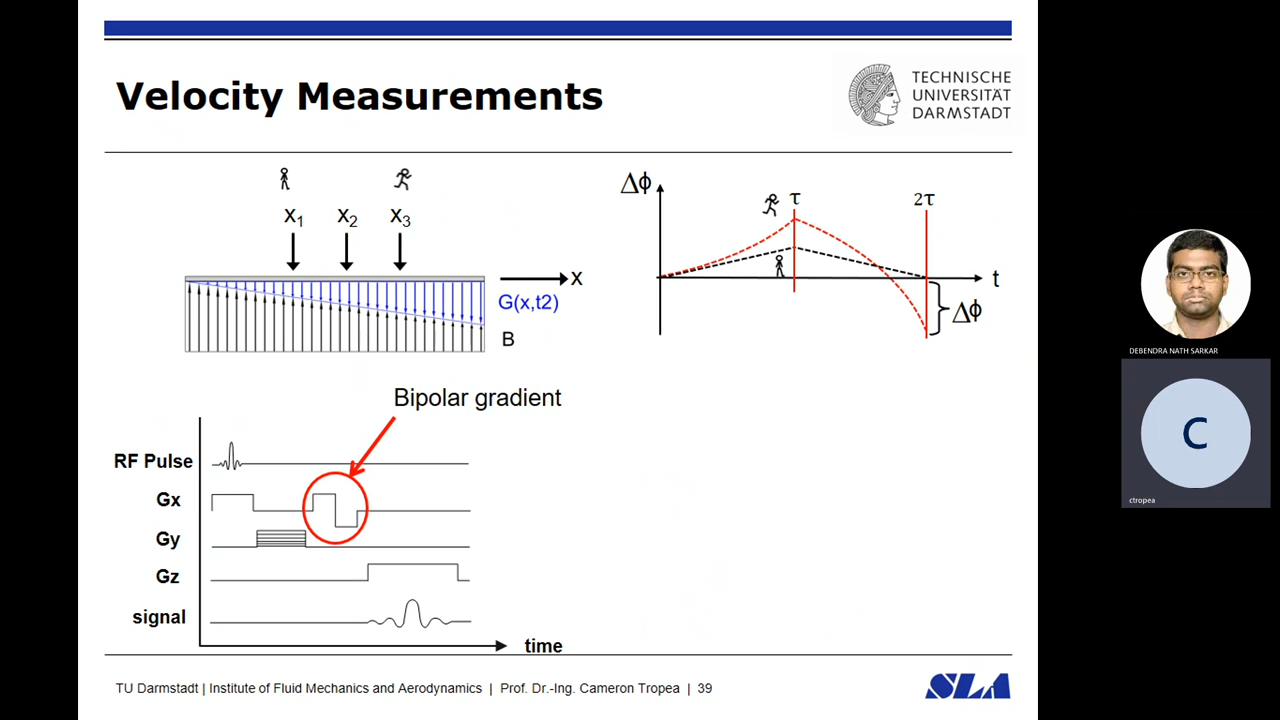 Velocity Measurements
TECHNISCHE
UNIVERSITÄT
DARMSTADT
x1 x2 x3
x
G(x,t2)
B
Δϕ
τ
2τ
t
Δϕ
Bipolar gradient
RF Pulse
Gx
Gy
Gz
signal
time
TU Darmstadt | Institute of Fluid Mechanics and Aerodynamics | Prof. Dr.-Ing. Cameron Tropea | 39
SLA
DEBENDRA NATH SARKAR
C
ctropea